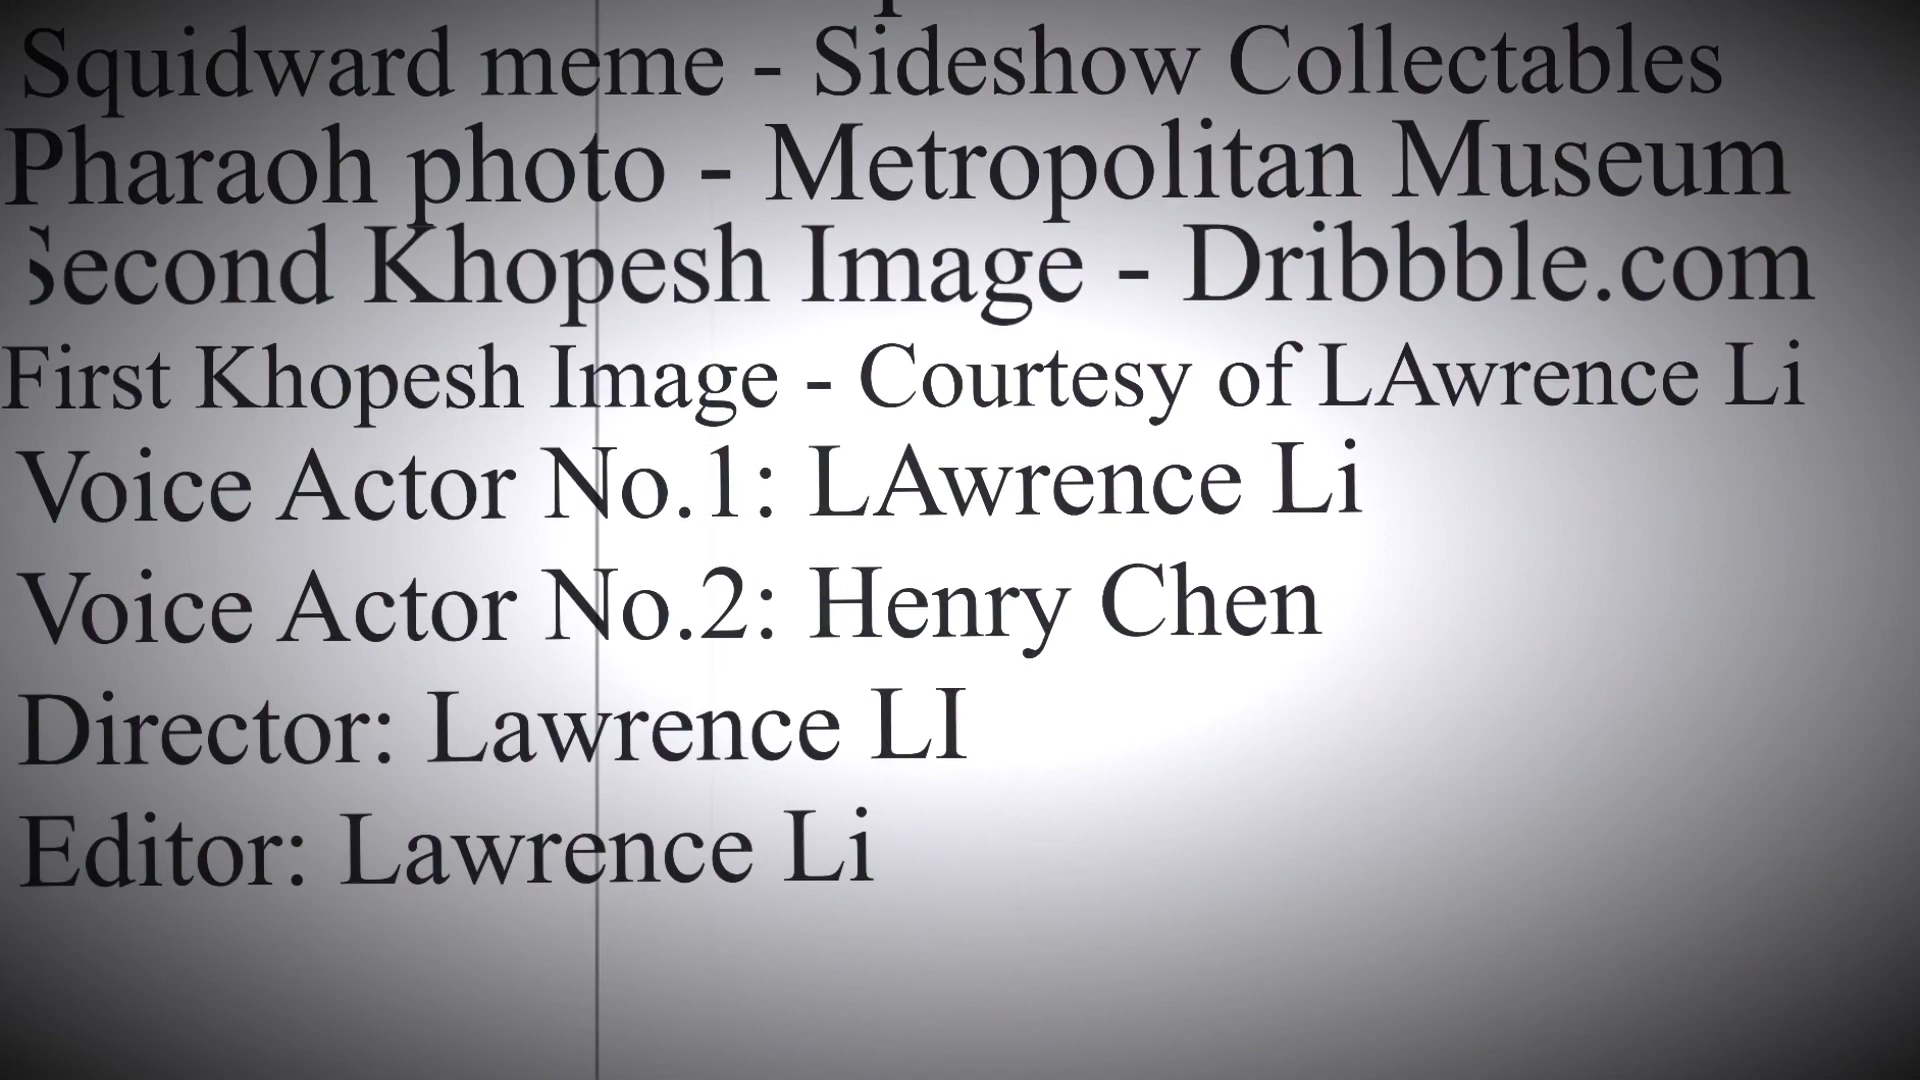 Squidward meme - Sideshow Collectables
Pharaoh photo - Metropolitan Museum
Second Khopesh Image - Dribbble.com
First Khopesh Image - Courtesy of LAwrence Li
Voice Actor No.1: LAwrence Li
Voice Actor No.2: Henry Chen
Director: Lawrence LI
Editor: Lawrence Li